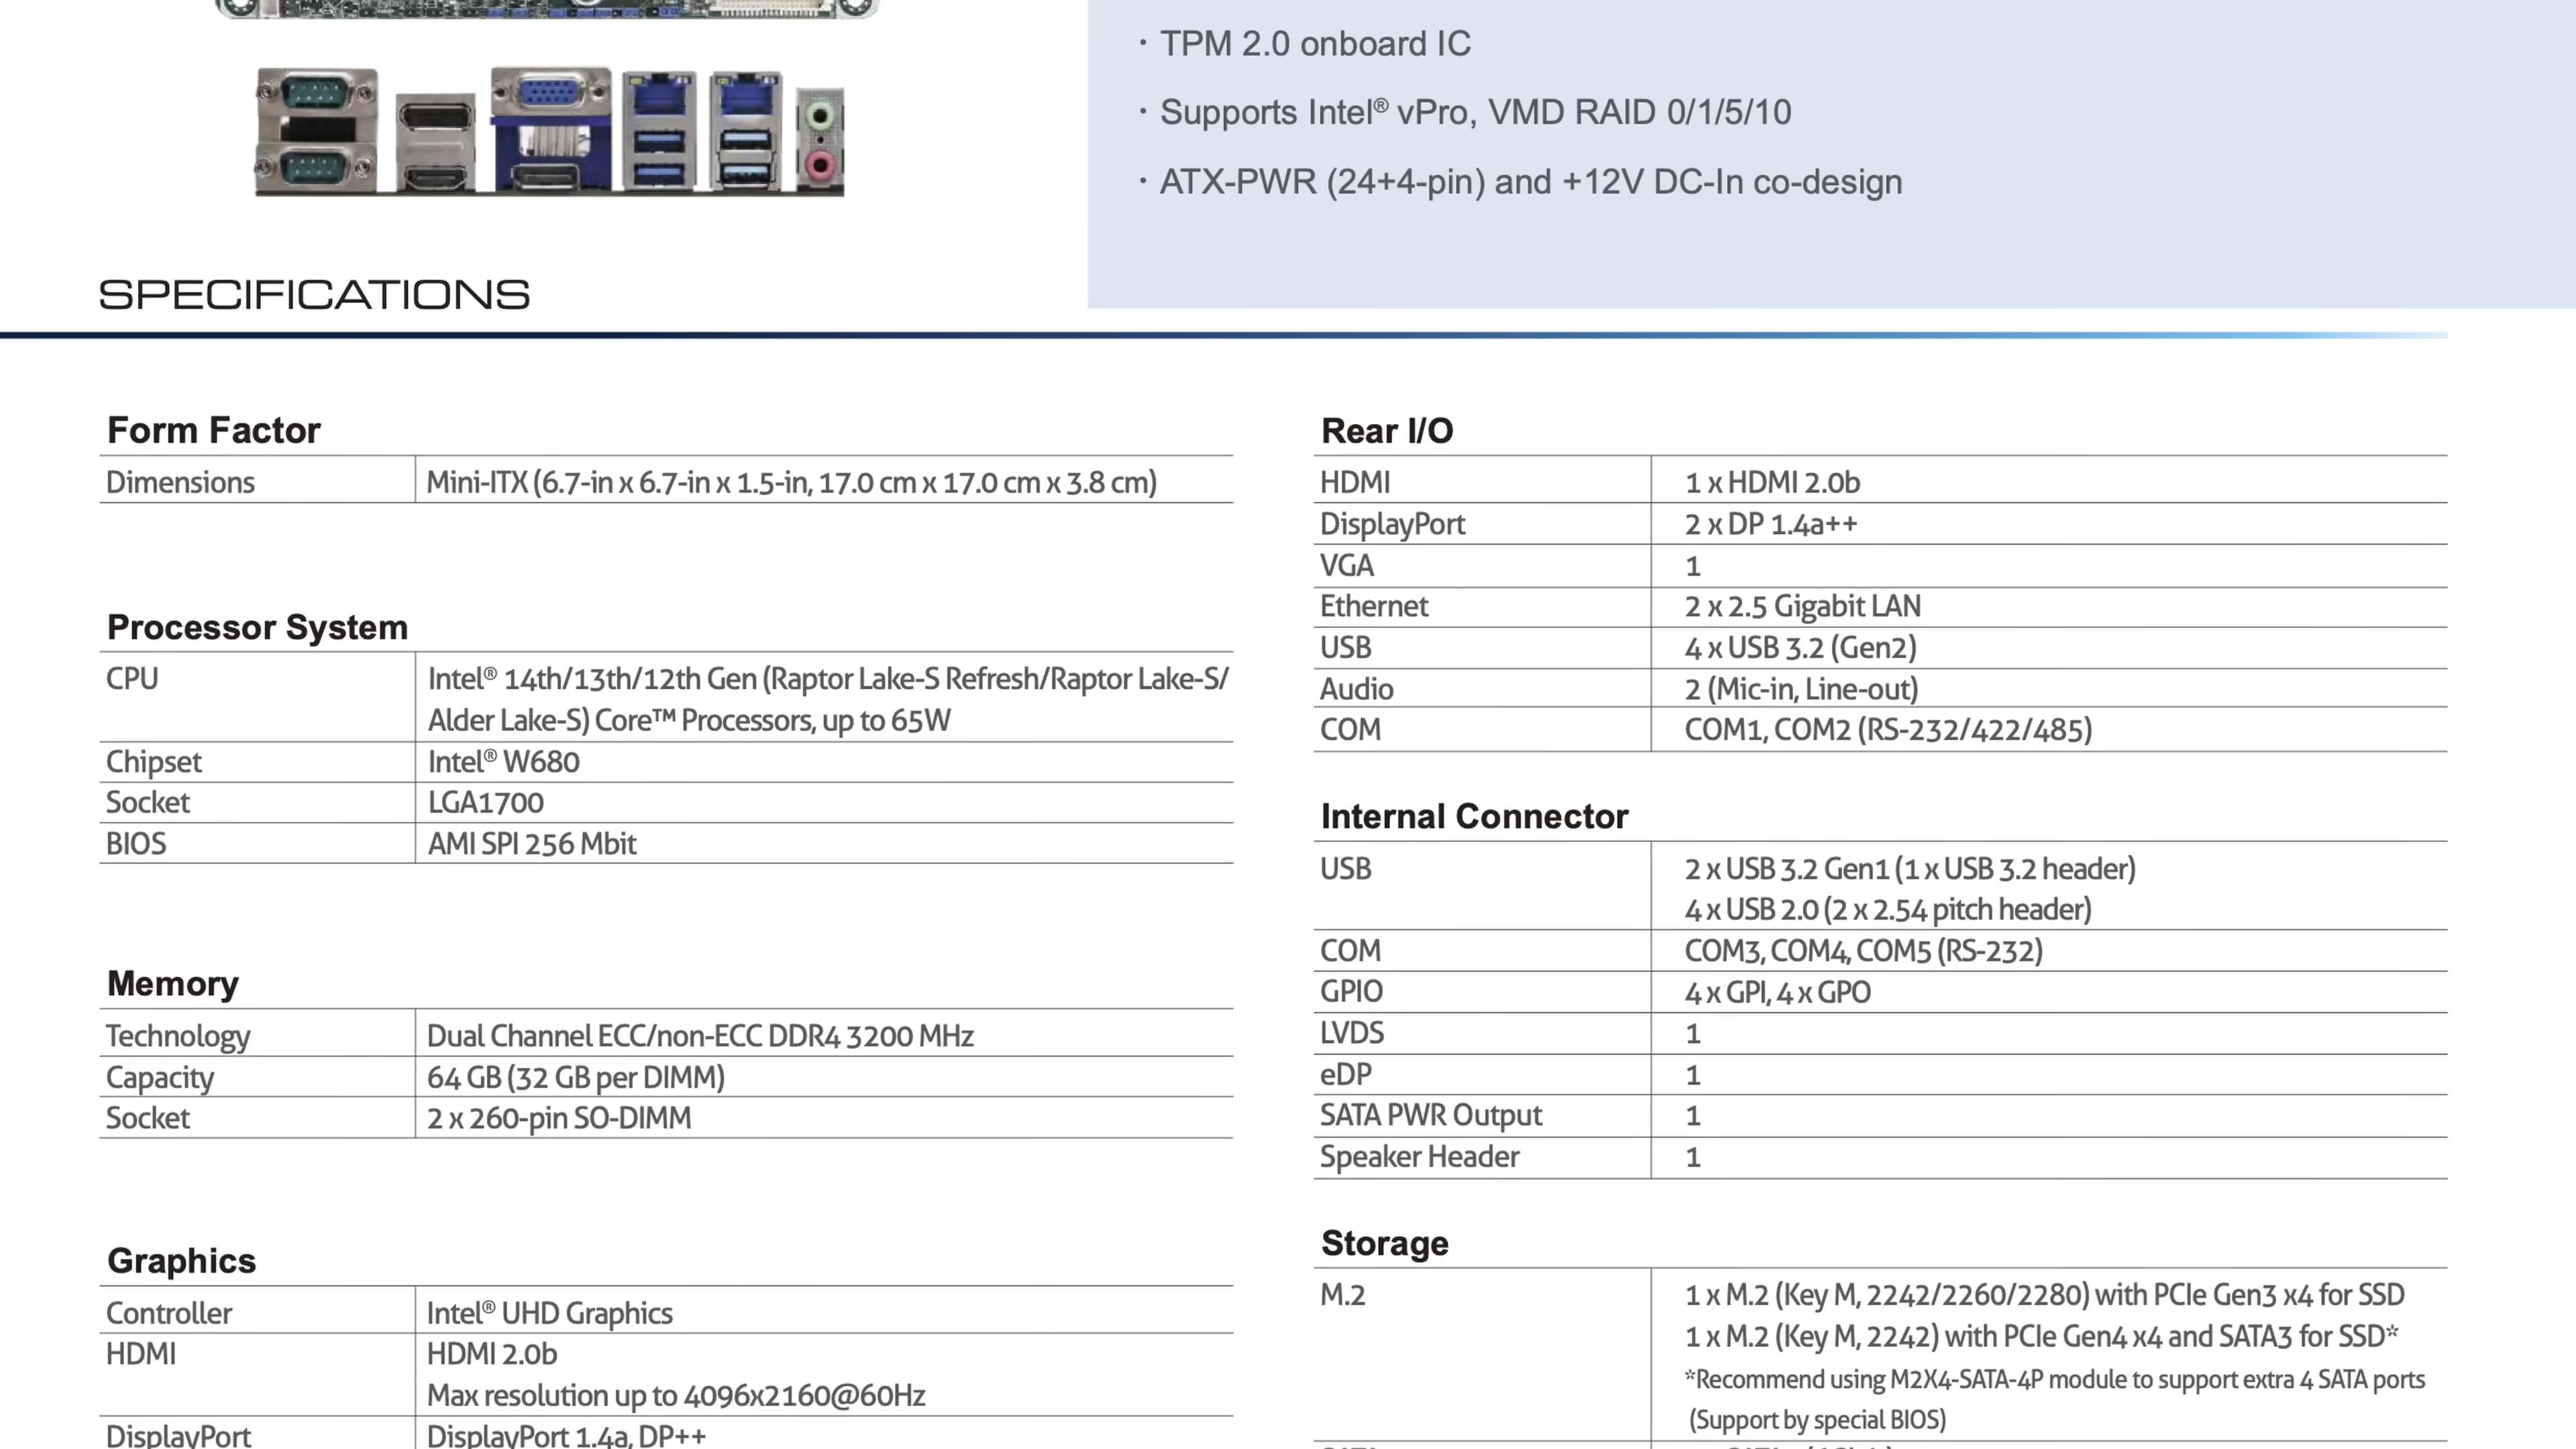 · TPM 2.0 onboard IC
· Supports Intel® vPro, VMD RAID 0/1/5/10
· ATX-PWR (24+4-pin) and +12V DC-In co-design
SPECIFICATIONS
Form Factor
Dimensions Mini-ITX (6.7-in x 6.7-in x 1.5-in, 17.0 cm x 17.0 cm x 3.8 cm)
Processor System
CPU Intel® 14th/13th/12th Gen (Raptor Lake-S Refresh/Raptor Lake-S/
Alder Lake-S) Core™ Processors, up to 65W
Chipset Intel® W680
Socket LGA1700
BIOS AMI SPI 256 Mbit
Memory
Technology Dual Channel ECC/non-ECC DDR4 3200 MHz
Capacity 64 GB (32 GB per DIMM)
Socket 2 x 260-pin SO-DIMM
Graphics
Controller Intel® UHD Graphics
HDMI HDMI 2.0b
Max resolution up to 4096x2160@60Hz
DisplayPort DisplayPort 1.4a, DP++
Rear I/O
HDMI 1 x HDMI 2.0b
DisplayPort 2 x DP 1.4a++
VGA 1
Ethernet 2 x 2.5 Gigabit LAN
USB 4 x USB 3.2 (Gen2)
Audio 2 (Mic-in, Line-out)
COM COM1, COM2 (RS-232/422/485)
Internal Connector
USB 2 x USB 3.2 Gen1 (1 x USB 3.2 header)
4 x USB 2.0 (2 x 2.54 pitch header)
COM COM3, COM4, COM5 (RS-232)
GPIO 4 x GPI, 4 x GPO
LVDS 1
eDP 1
SATA PWR Output 1
Speaker Header 1
Storage
M.2 1 x M.2 (Key M, 2242/2260/2280) with PCIe Gen3 x4 for SSD
1 x M.2 (Key M, 2242) with PCIe Gen4 x4 and SATA3 for SSD*
*Recommend using M2X4-SATA-4P module to support extra 4 SATA ports
(Support by special BIOS)